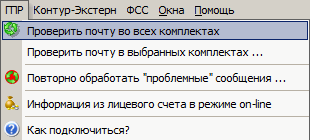 ППР Контур-Экстерн ФСС Окна Помощь
Проверить почту во всех комплектах
Проверить почту в выбранных комплектах ...
Повторно обработать "проблемные" сообщения ...
Информация из лицевого счета в режиме on-line
Как подключиться?